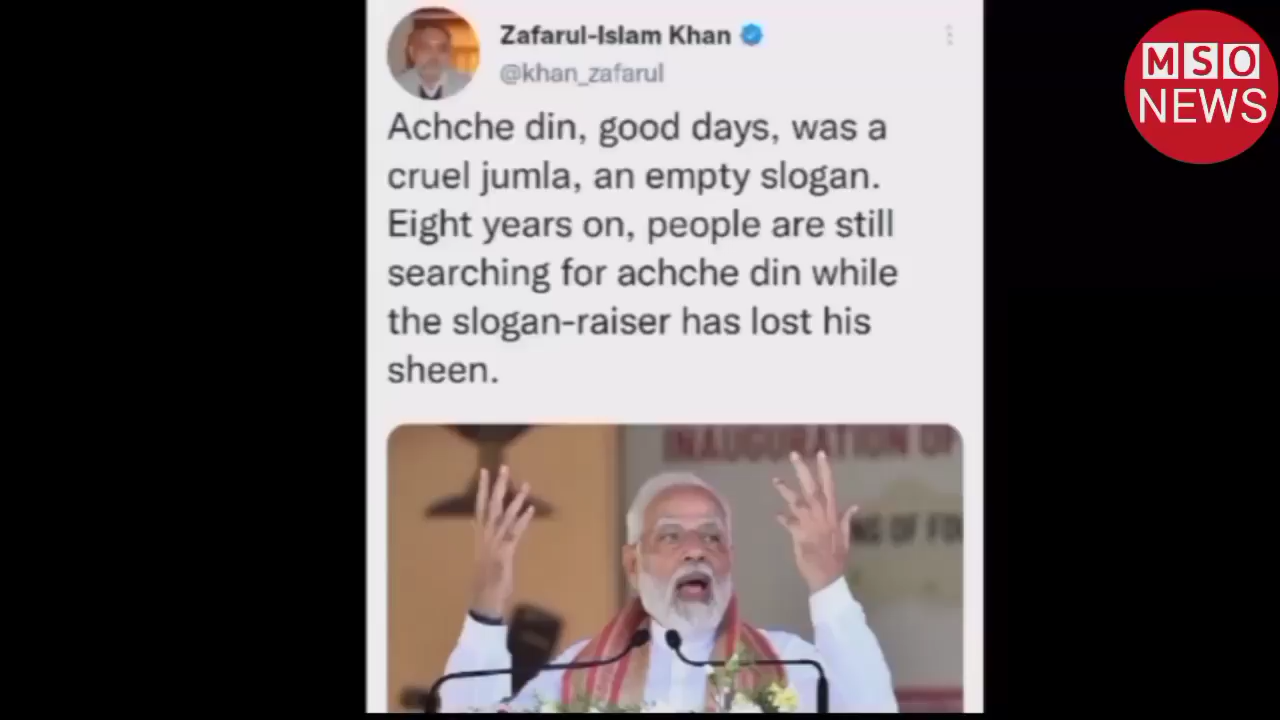 Zafarul-Islam Khan
@khan_zafarul
Achche din, good days, was a
cruel jumla, an empty slogan.
Eight years on, people are still
searching for achche din while
the slogan-raiser has lost his
sheen.
INAUGURATION OF
OF
MSO
NEWS